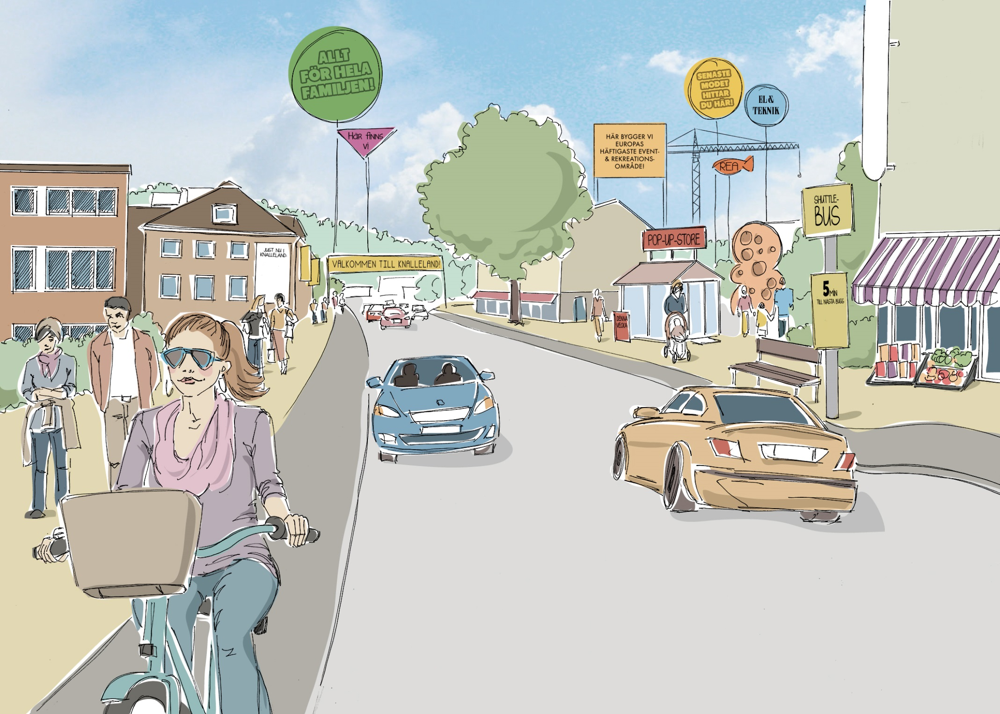 ALLT
FÖR HELA
FAMILJEN!
Här finns
vi
SENASTE
MODET
HITTAR
DU HÄR!
EL &
TEKNIK
HÄR BYGGER VI
EUROPAS
HÄFTIGASTE EVENT-
& REKREATIONS-
OMRÅDE!
REA
SHUTTLE-
BUS
5 MIN
TILL NÄSTA BUSS
POP-UP-STORE
DENNA
VECKA
JUST NU I
KNALLELAND:
VÄLKOMMEN TILL KNALLELAND!